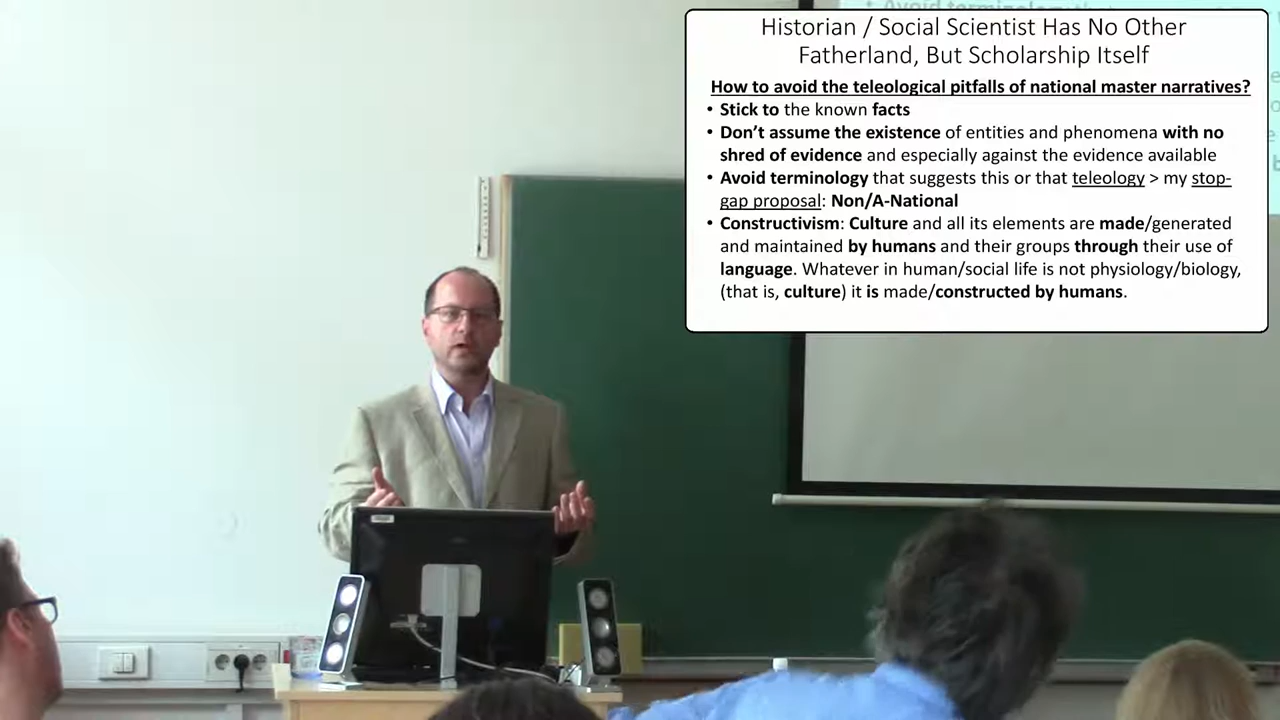 Historian / Social Scientist Has No Other
Fatherland, But Scholarship Itself
How to avoid the teleological pitfalls of national master narratives?
• Stick to the known facts
• Don't assume the existence of entities and phenomena with no
shred of evidence and especially against the evidence available
• Avoid terminology that suggests this or that teleology > my stop-
gap proposal: Non/A-National
• Constructivism: Culture and all its elements are made/generated
and maintained by humans and their groups through their use of
language. Whatever in human/social life is not physiology/biology,
(that is, culture) it is made/constructed by humans.